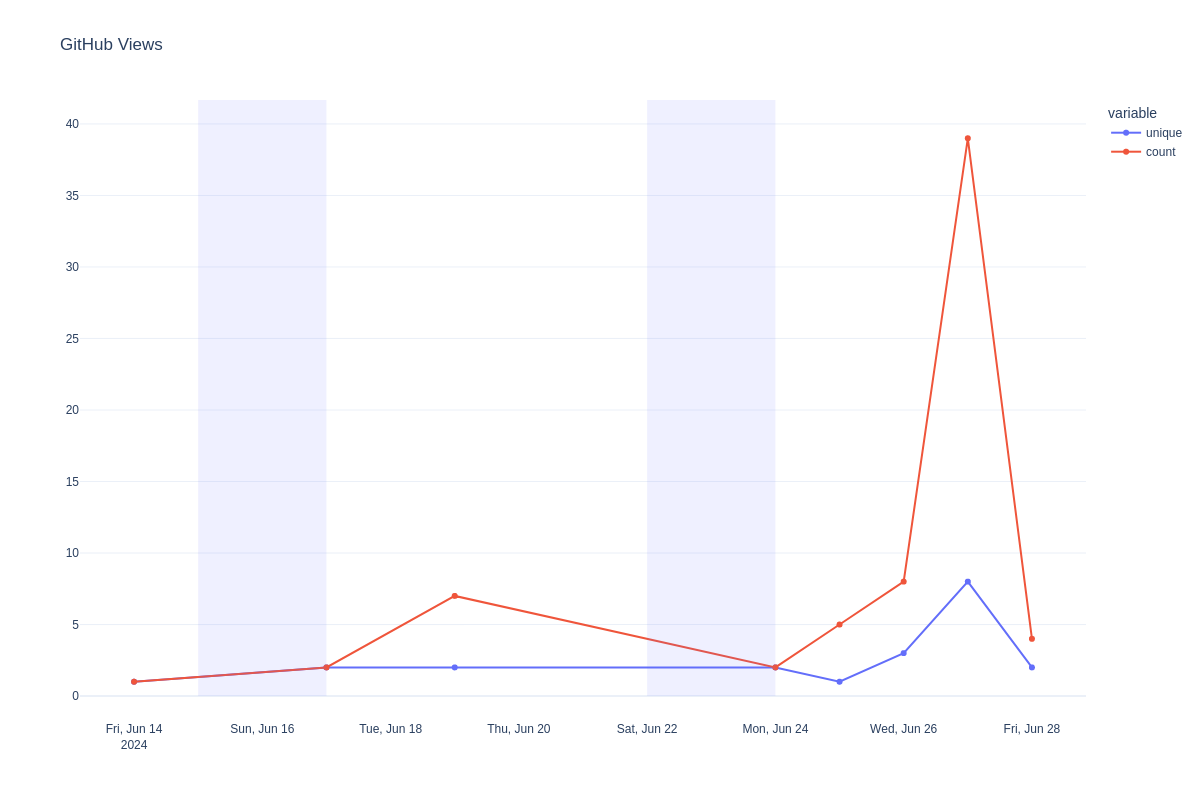 GitHub Views
variable
unique
count
40
35
30
25
20
15
10
5
0
Fri, Jun 14
2024
Sun, Jun 16
Tue, Jun 18
Thu, Jun 20
Sat, Jun 22
Mon, Jun 24
Wed, Jun 26
Fri, Jun 28